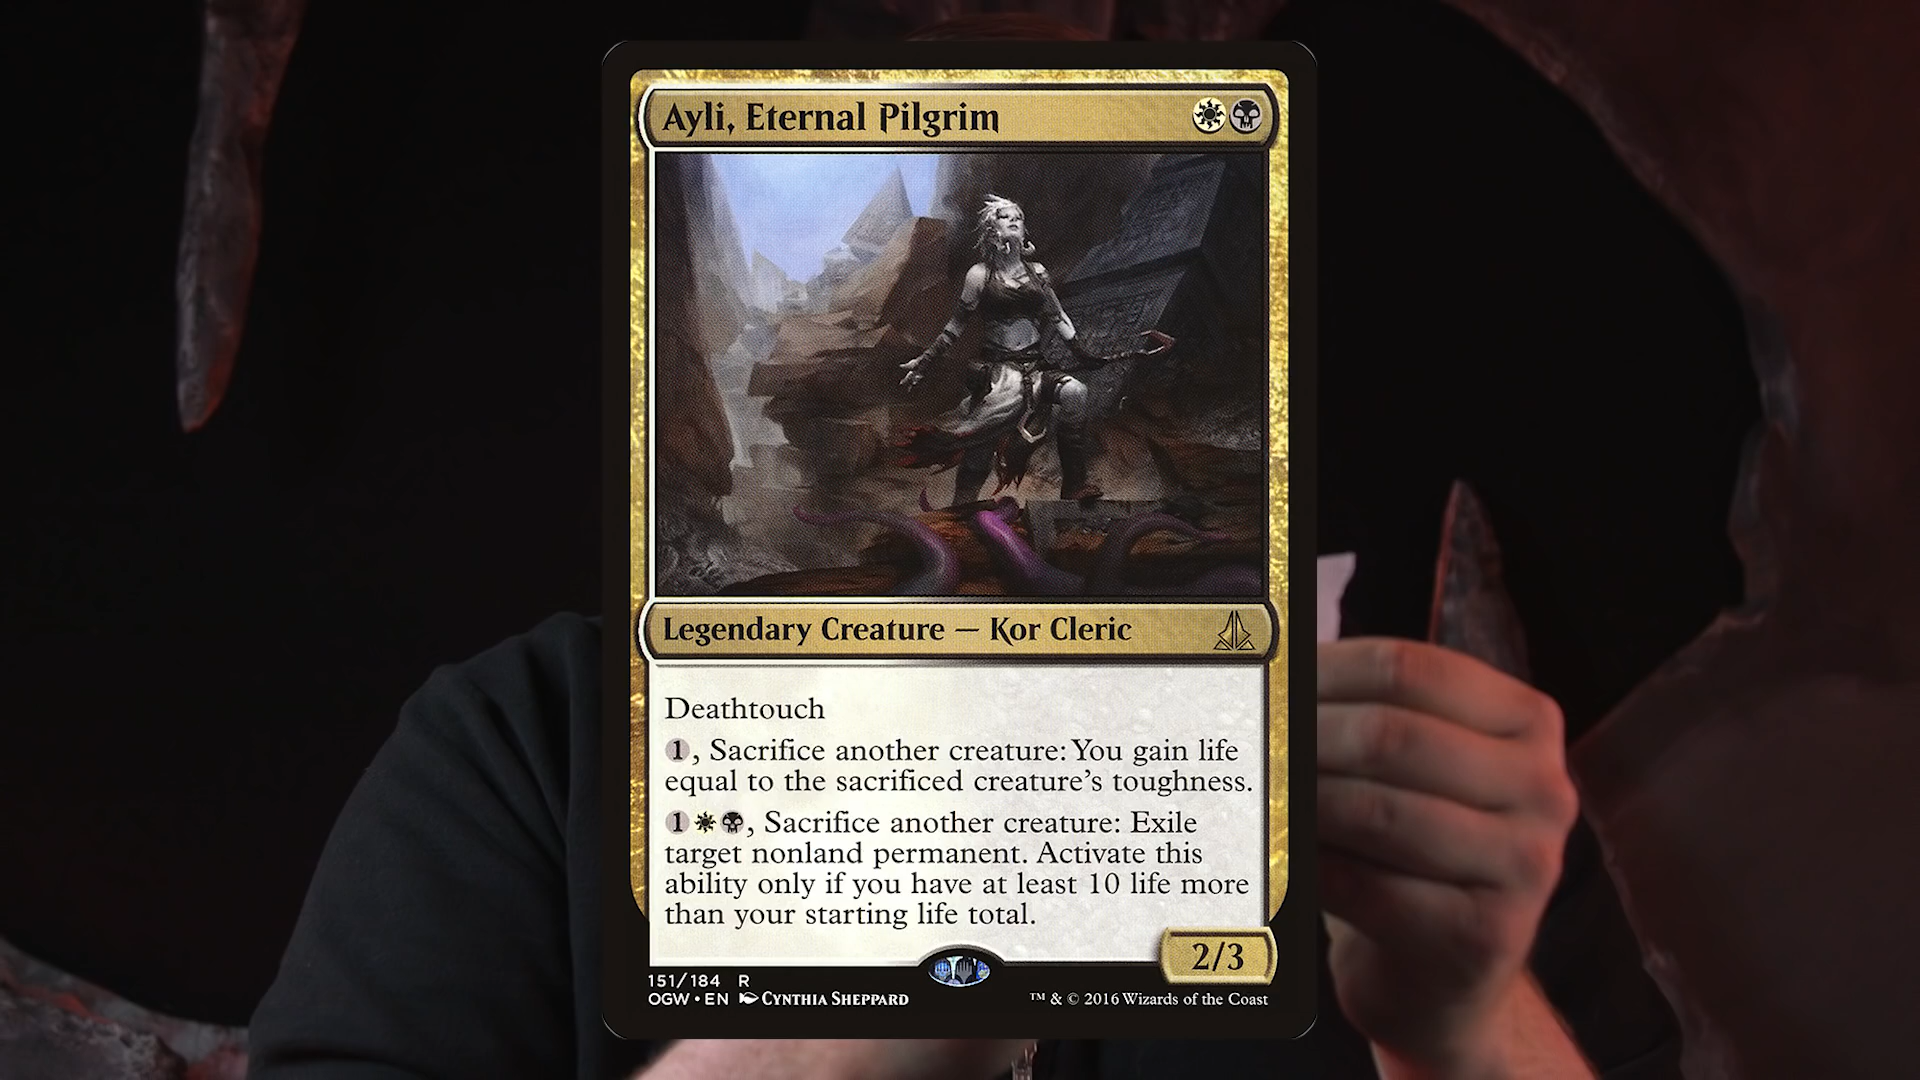 Ayli, Eternal Pilgrim
Legendary Creature — Kor Cleric
Deathtouch
1, Sacrifice another creature: You gain life
equal to the sacrificed creature's toughness.
1, Sacrifice another creature: Exile
target nonland permanent. Activate this
ability only if you have at least 10 life more
than your starting life total.
2/3
151/184 R
OGW • EN Cynthia Sheppard
™ & © 2016 Wizards of the Coast